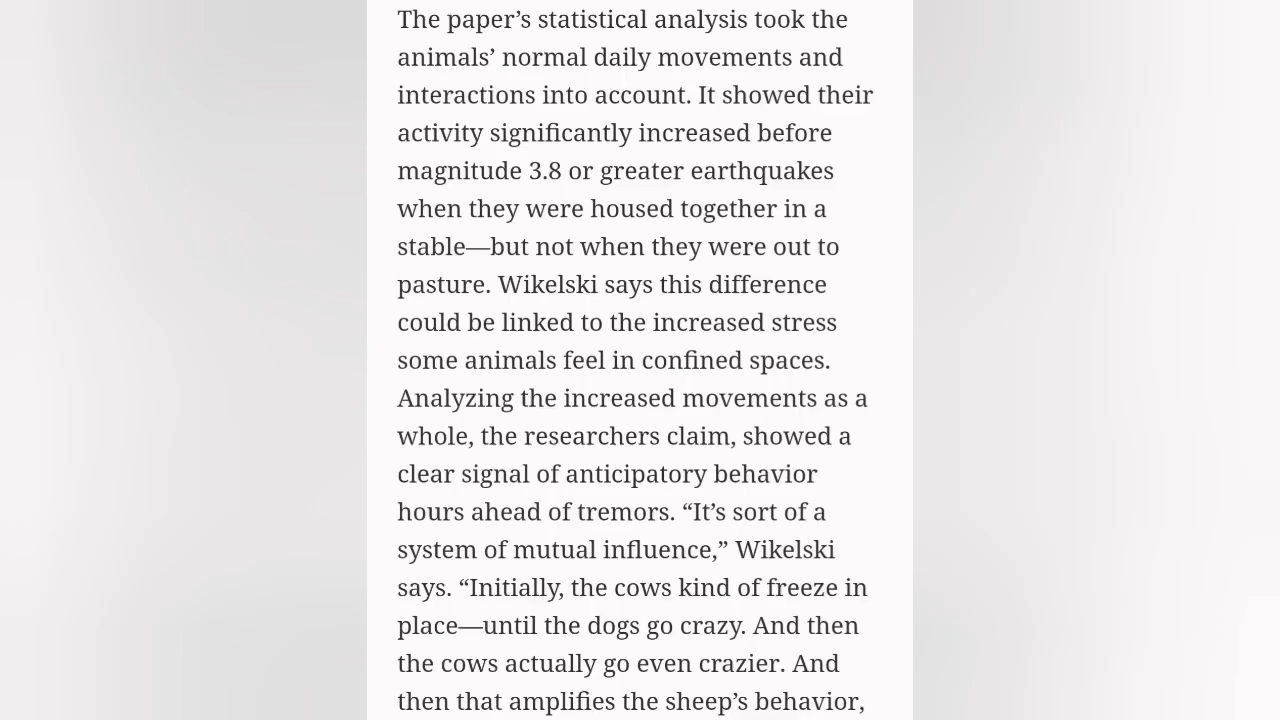 The paper’s statistical analysis took the
animals’ normal daily movements and
interactions into account. It showed their
activity significantly increased before
magnitude 3.8 or greater earthquakes
when they were housed together in a
stable—but not when they were out to
pasture. Wikelski says this difference
could be linked to the increased stress
some animals feel in confined spaces.
Analyzing the increased movements as a
whole, the researchers claim, showed a
clear signal of anticipatory behavior
hours ahead of tremors. “It’s sort of a
system of mutual influence,” Wikelski
says. “Initially, the cows kind of freeze in
place—until the dogs go crazy. And then
the cows actually go even crazier. And
then that amplifies the sheep’s behavior,